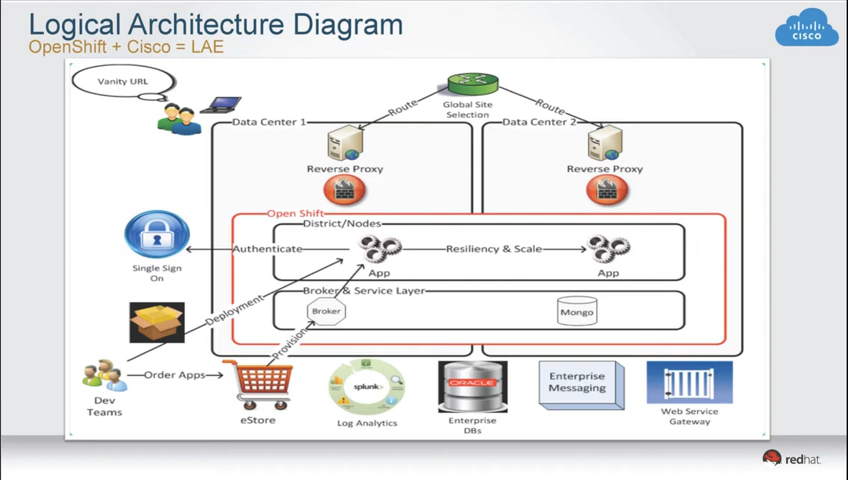 Logical Architecture Diagram
OpenShift + Cisco = LAE
CISCO
Vanity URL
Global Site
Selection
Route
Route
Data Center 1
Data Center 2
Reverse Proxy
Reverse Proxy
Open Shift
District/Nodes
Authenticate
Resiliency & Scale
App
App
Single Sign
On
Broker & Service Layer
Broker
Mongo
Deployment
Provision
Dev
Teams
Order Apps
eStore
splunk>
Log Analytics
ORACLE
Enterprise
DBs
Enterprise
Messaging
Web Service
Gateway
redhat.